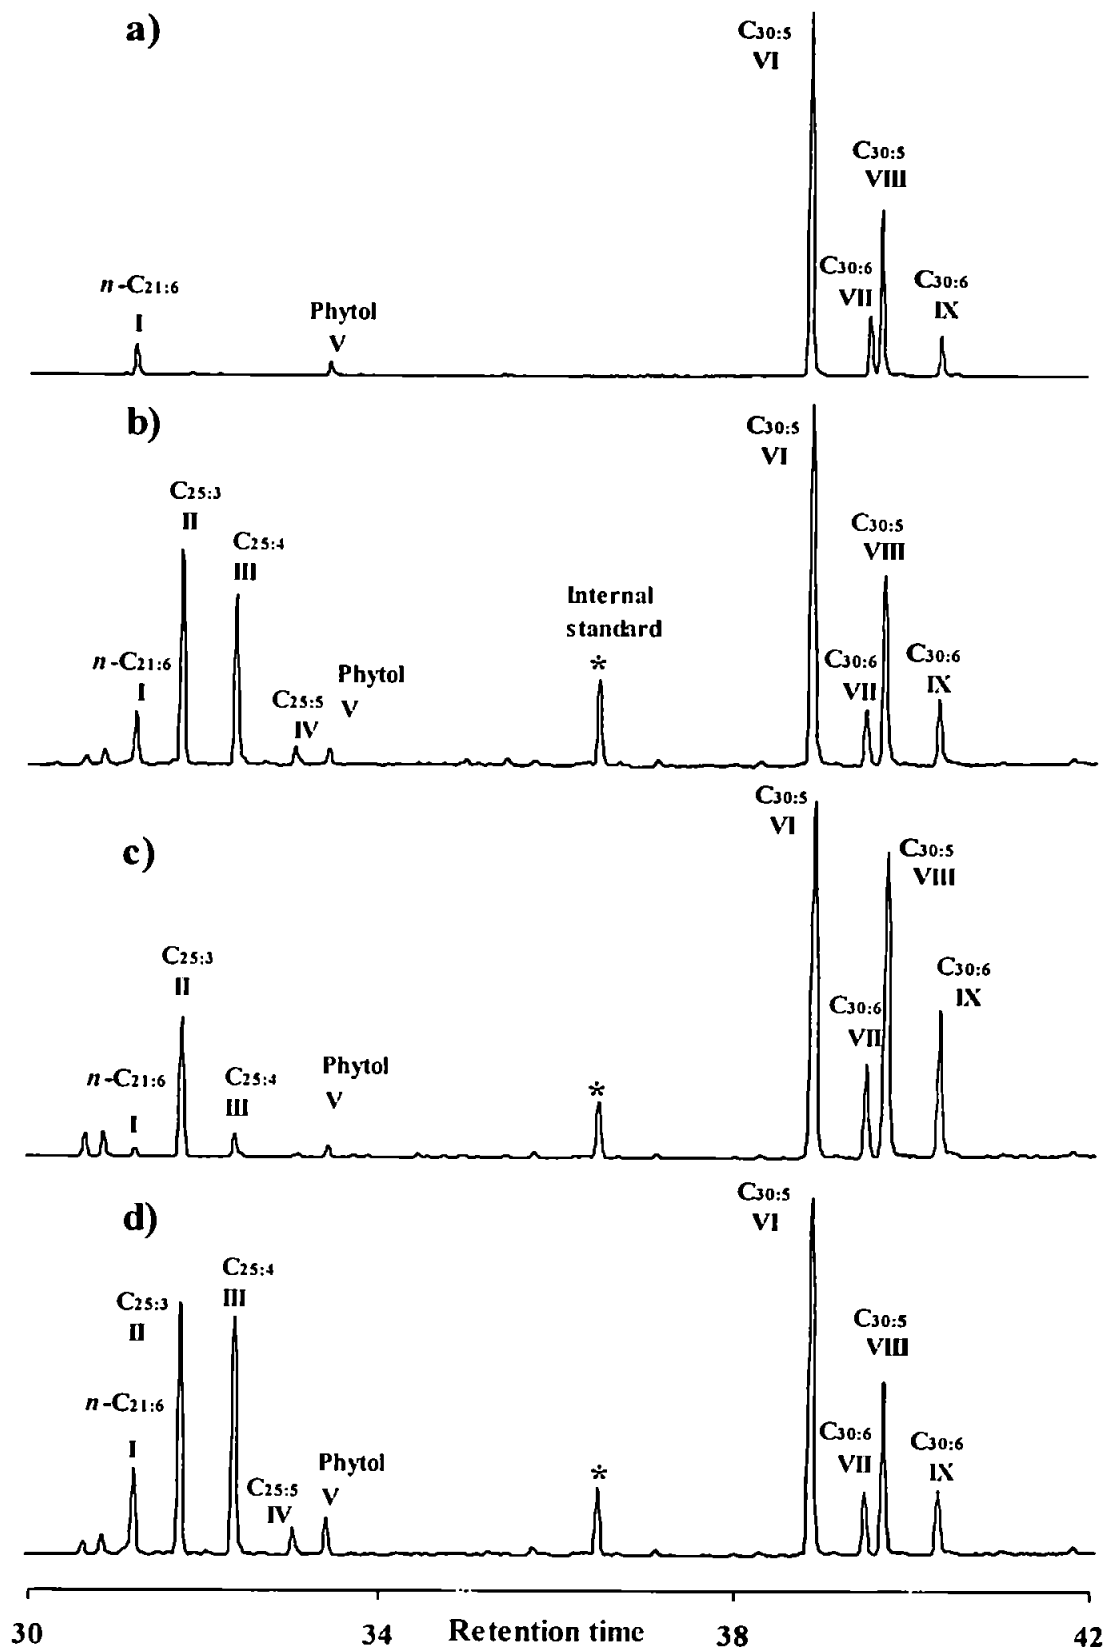 a)
C30:5
VI
C30:5
VIII
C30:6
VII
C30:6
IX
n-C21:6
I
Phytol
V
b)
C30:5
VI
C25:3
II
C25:4
III
C30:5
VIII
Internal
standard
*
n-C21:6
I
C25:5
IV
Phytol
V
C30:6
VII
C30:6
IX
c)
C30:5
VI
C30:5
VIII
C25:3
II
C30:6
IX
C30:6
VII
n-C21:6
I
C25:4
III
Phytol
V
*
d)
C30:5
VI
C25:4
III
C25:3
II
C30:5
VIII
n-C21:6
I
C25:5
IV
Phytol
V
*
C30:6
VII
C30:6
IX
30 34 Retention time 38 42